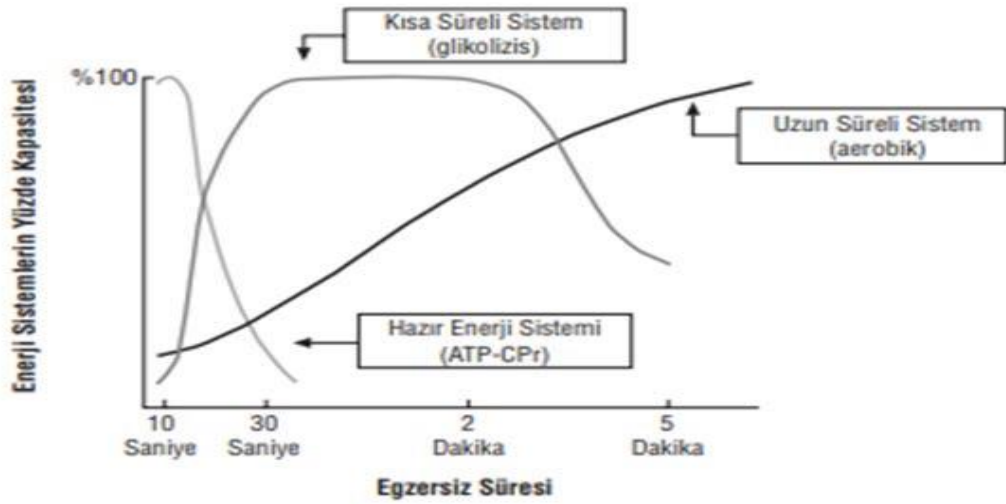 Kısa Süreli Sistem
(glikolizis)
%100
Uzun Süreli Sistem
(aerobik)
Enerji Sistemlerin Yüzde Kapasitesi
Hazır Enerji Sistemi
(ATP-CPr)
10 30 2 5
Saniye Saniye Dakika Dakika
Egzersiz Süresi